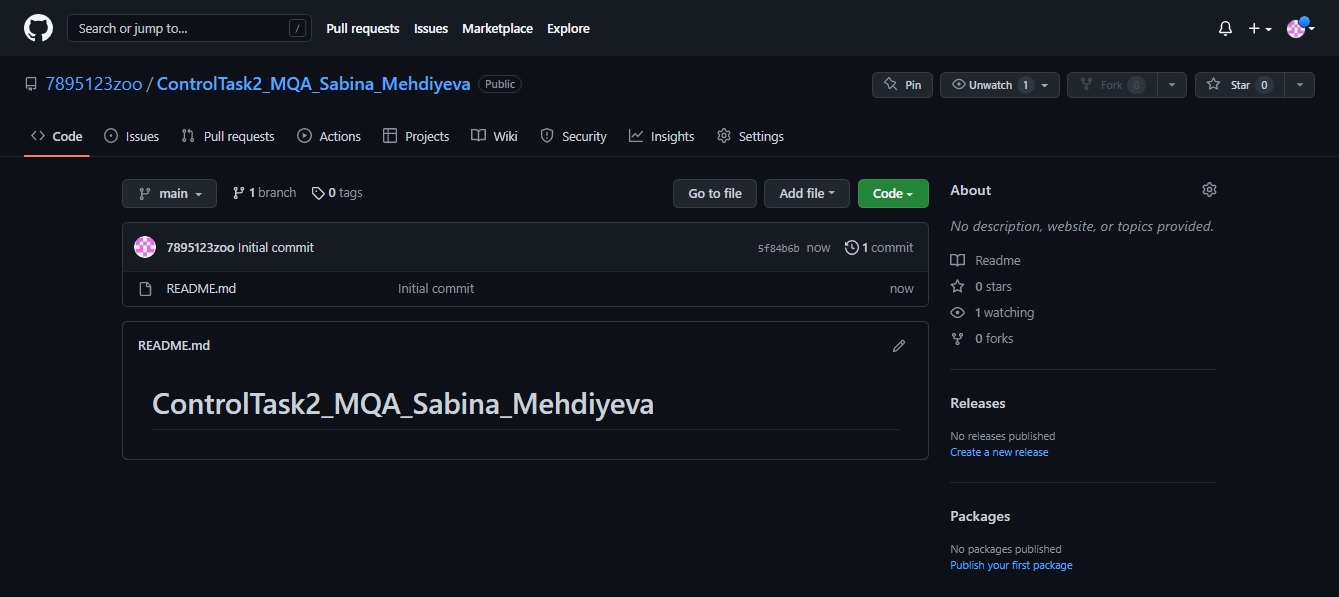 Search or jump to... /
Pull requests Issues Marketplace Explore
7895123zoo / ControlTask2_MQA_Sabina_Mehdiyeva Public
Pin Unwatch 1 Fork 0 Star 0
Code Issues Pull requests Actions Projects Wiki Security Insights Settings
main 1 branch 0 tags Go to file Add file Code
7895123zoo Initial commit 5f84b6b now 1 commit
README.md Initial commit now
README.md
ControlTask2_MQA_Sabina_Mehdiyeva
About
No description, website, or topics provided.
Readme
0 stars
1 watching
0 forks
Releases
No releases published
Create a new release
Packages
No packages published
Publish your first package